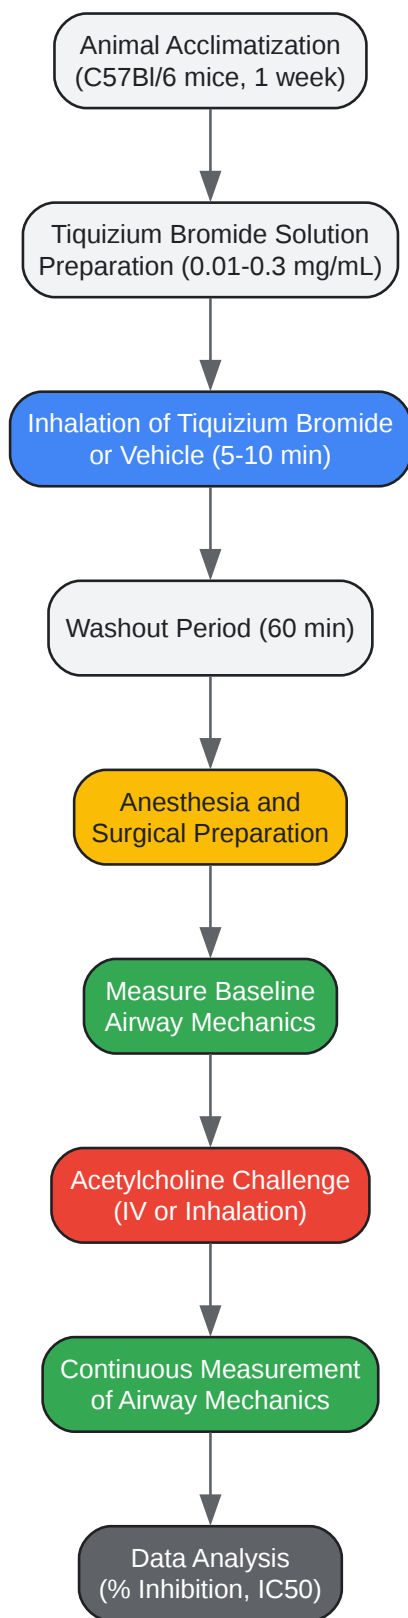 Animal Acclimatization
(C57Bl/6 mice, 1 week)
Tiquizium Bromide Solution
Preparation (0.01-0.3 mg/mL)
Inhalation of Tiquizium Bromide
or Vehicle (5-10 min)
Washout Period (60 min)
Anesthesia and
Surgical Preparation
Measure Baseline
Airway Mechanics
Acetylcholine Challenge
(IV or Inhalation)
Continuous Measurement
of Airway Mechanics
Data Analysis
(% Inhibition, IC50)